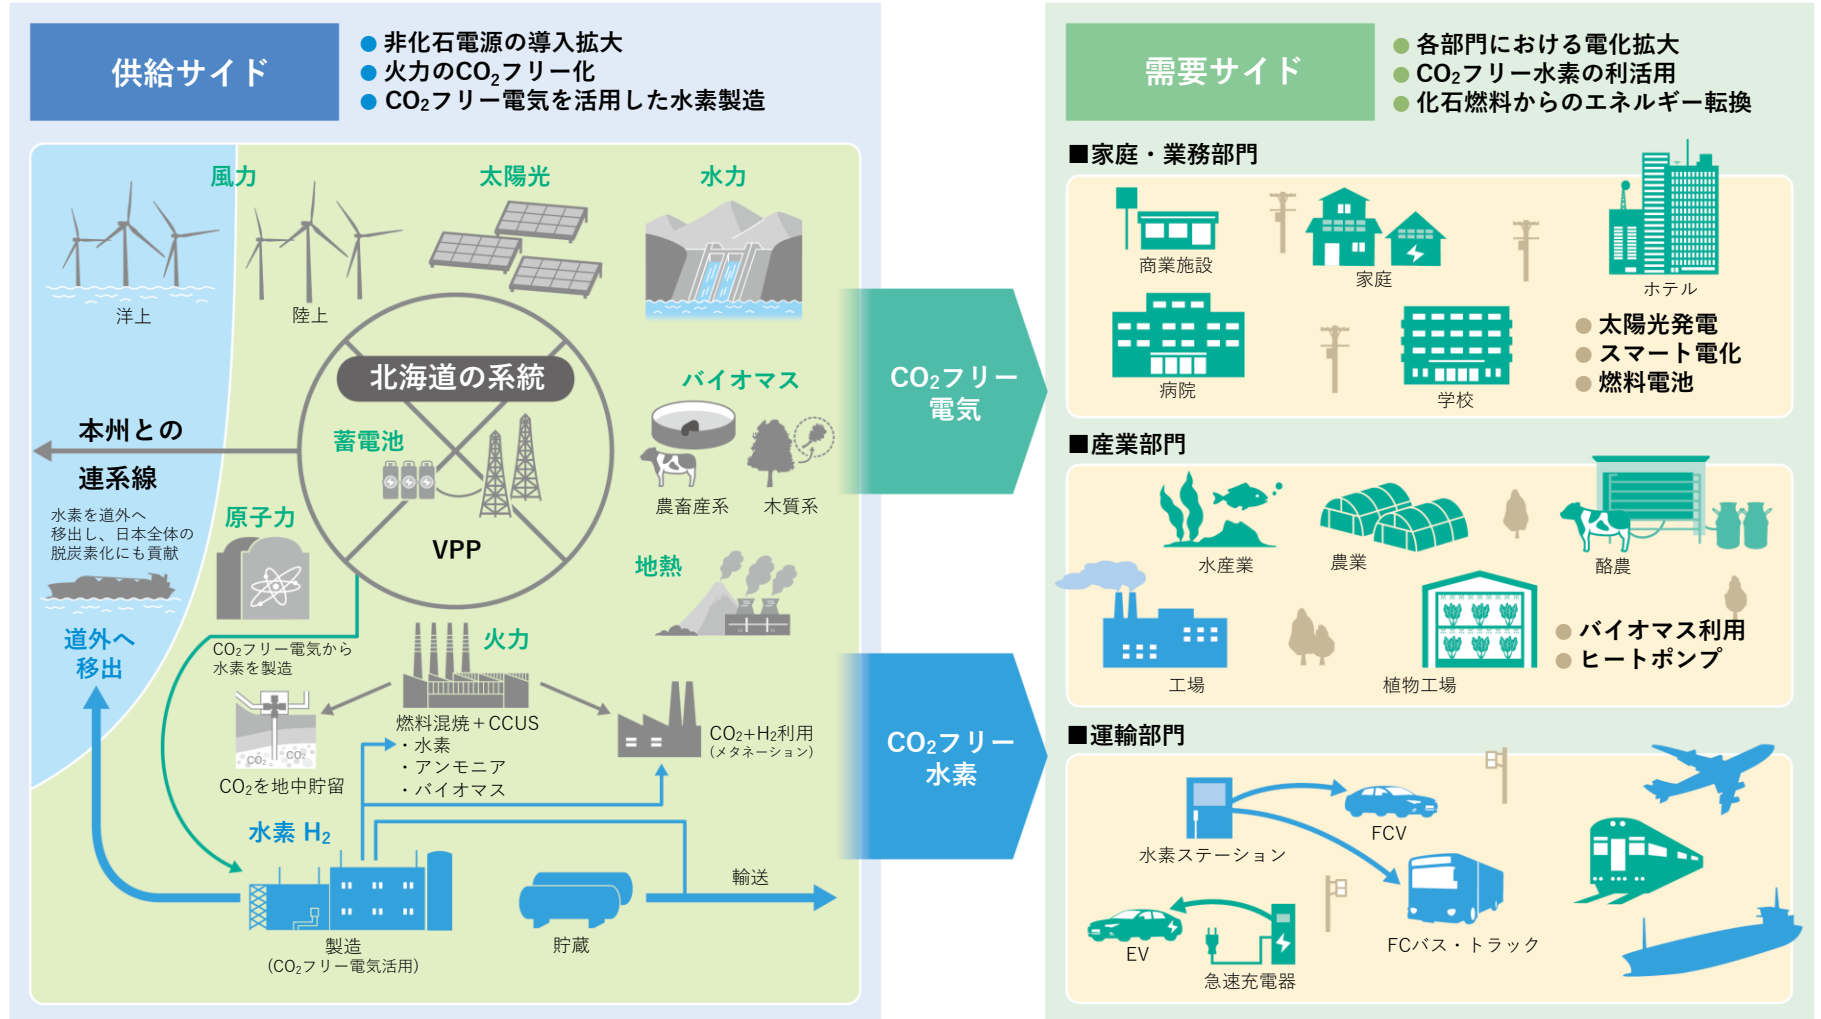 供給サイド
● 非化石電源の導入拡大
● 火力のCO₂フリー化
● CO₂フリー電気を活用した水素製造
風力
太陽光
水力
洋上
陸上
北海道の系統
バイオマス
本州との
連系線
蓄電池
VPP
農畜産系
木質系
水素を道外へ
移出し、日本全体の
脱炭素化にも貢献
原子力
地熱
道外へ
移出
CO₂フリー電気から
水素を製造
火力
燃料混焼＋CCUS
・水素
・アンモニア
・バイオマス
CO₂+H₂利用
(メタネーション)
CO₂
CO₂
CO₂を地中貯留
水素 H₂
製造
(CO₂フリー電気活用)
貯蔵
輸送
CO₂フリー
電気
CO₂フリー
水素
需要サイド
● 各部門における電化拡大
● CO₂フリー水素の利活用
● 化石燃料からのエネルギー転換
■家庭・業務部門
商業施設
家庭
ホテル
病院
学校
● 太陽光発電
● スマート電化
● 燃料電池
■産業部門
水産業
農業
酪農
工場
植物工場
● バイオマス利用
● ヒートポンプ
■運輸部門
水素ステーション
FCV
EV
急速充電器
FCバス・トラック